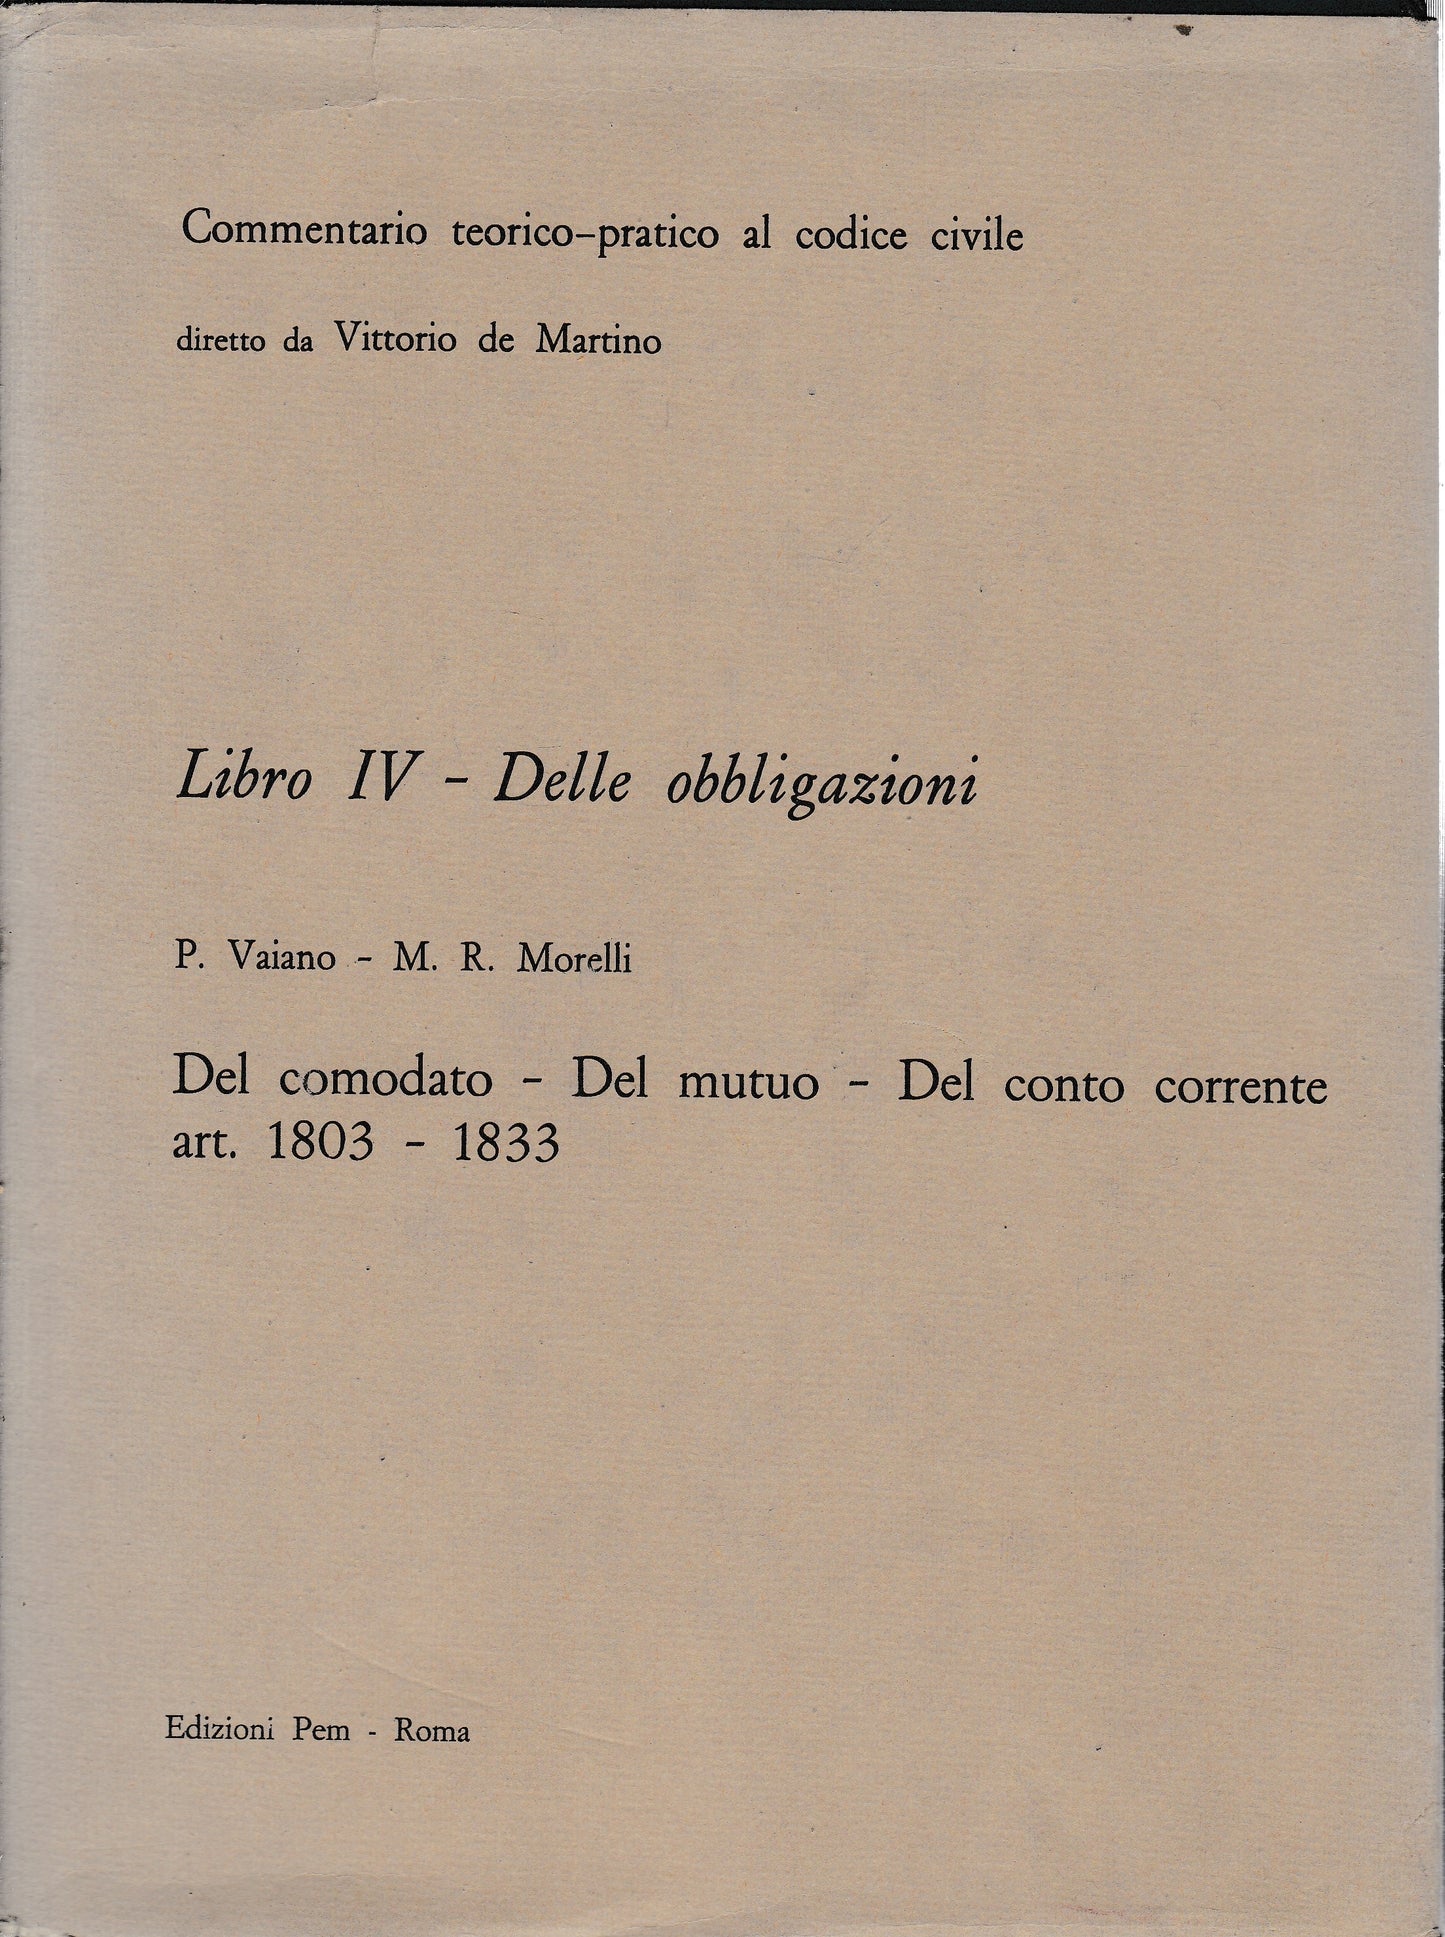 Commentario teorico-pratico al codice civile
diretto da Vittorio de Martino
Libro IV - Delle obbligazioni
P. Vaiano - M. R. Morelli
Del comodato - Del mutuo - Del conto corrente
art. 1803 - 1833
Edizioni Pem - Roma